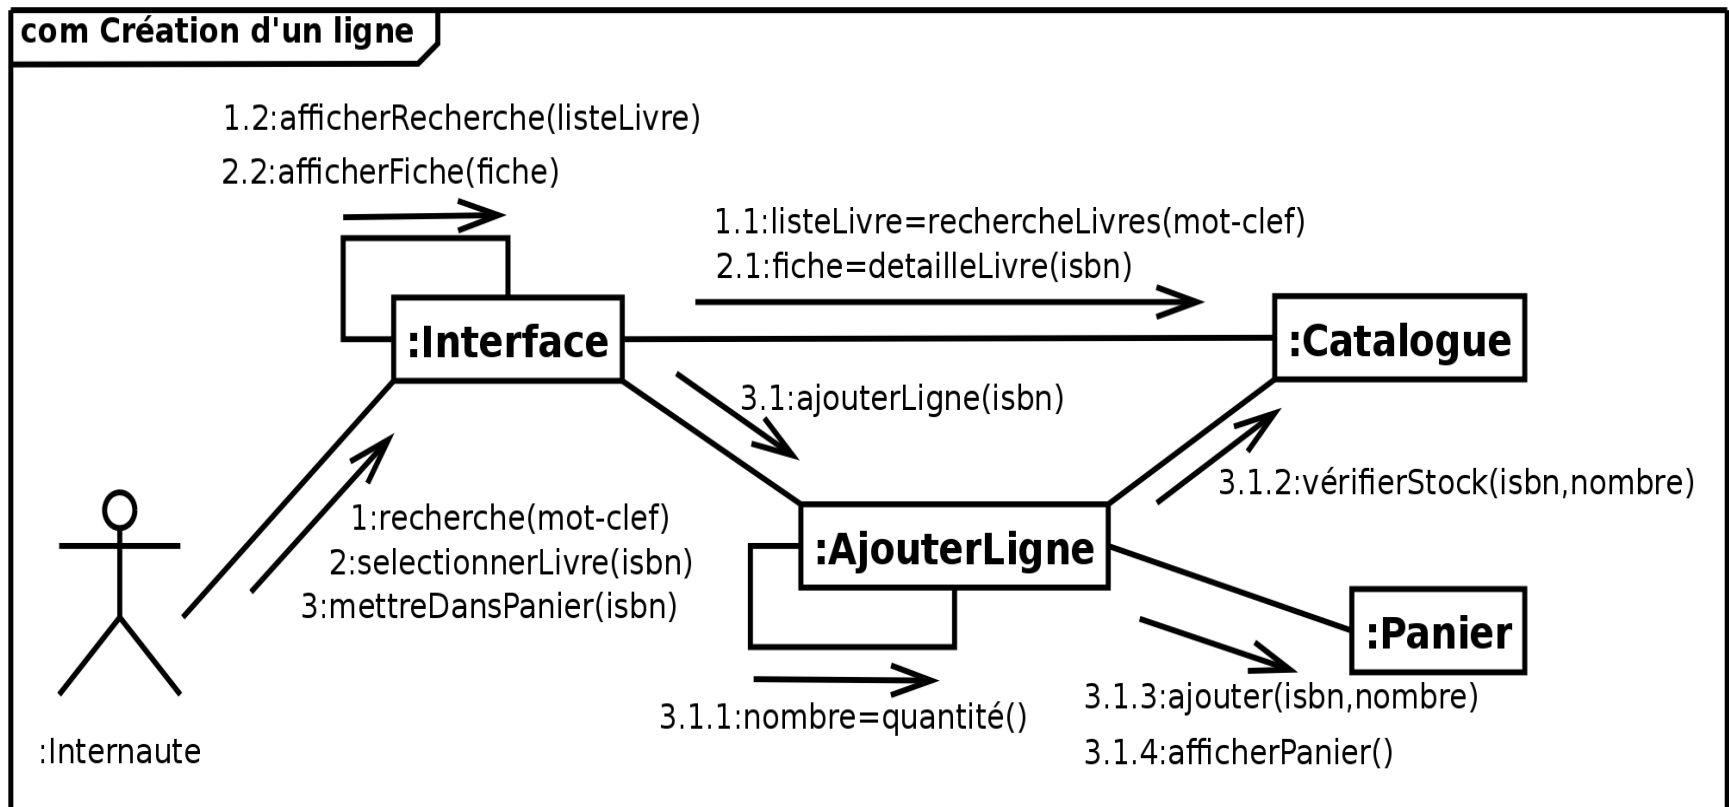 com Création d'un ligne
1.2:afficherRecherche(listeLivre)
2.2:afficherFiche(fiche)
1.1:listeLivre=rechercheLivres(mot-clef)
2.1:fiche=detailleLivre(isbn)
:Interface
:Catalogue
3.1:ajouterLigne(isbn)
3.1.2:vérifierStock(isbn,nombre)
1:recherche(mot-clef)
2:selectionnerLivre(isbn)
3:mettreDansPanier(isbn)
:AjouterLigne
:Panier
3.1.1:nombre=quantité()
3.1.3:ajouter(isbn,nombre)
3.1.4:afficherPanier()
:Internaute